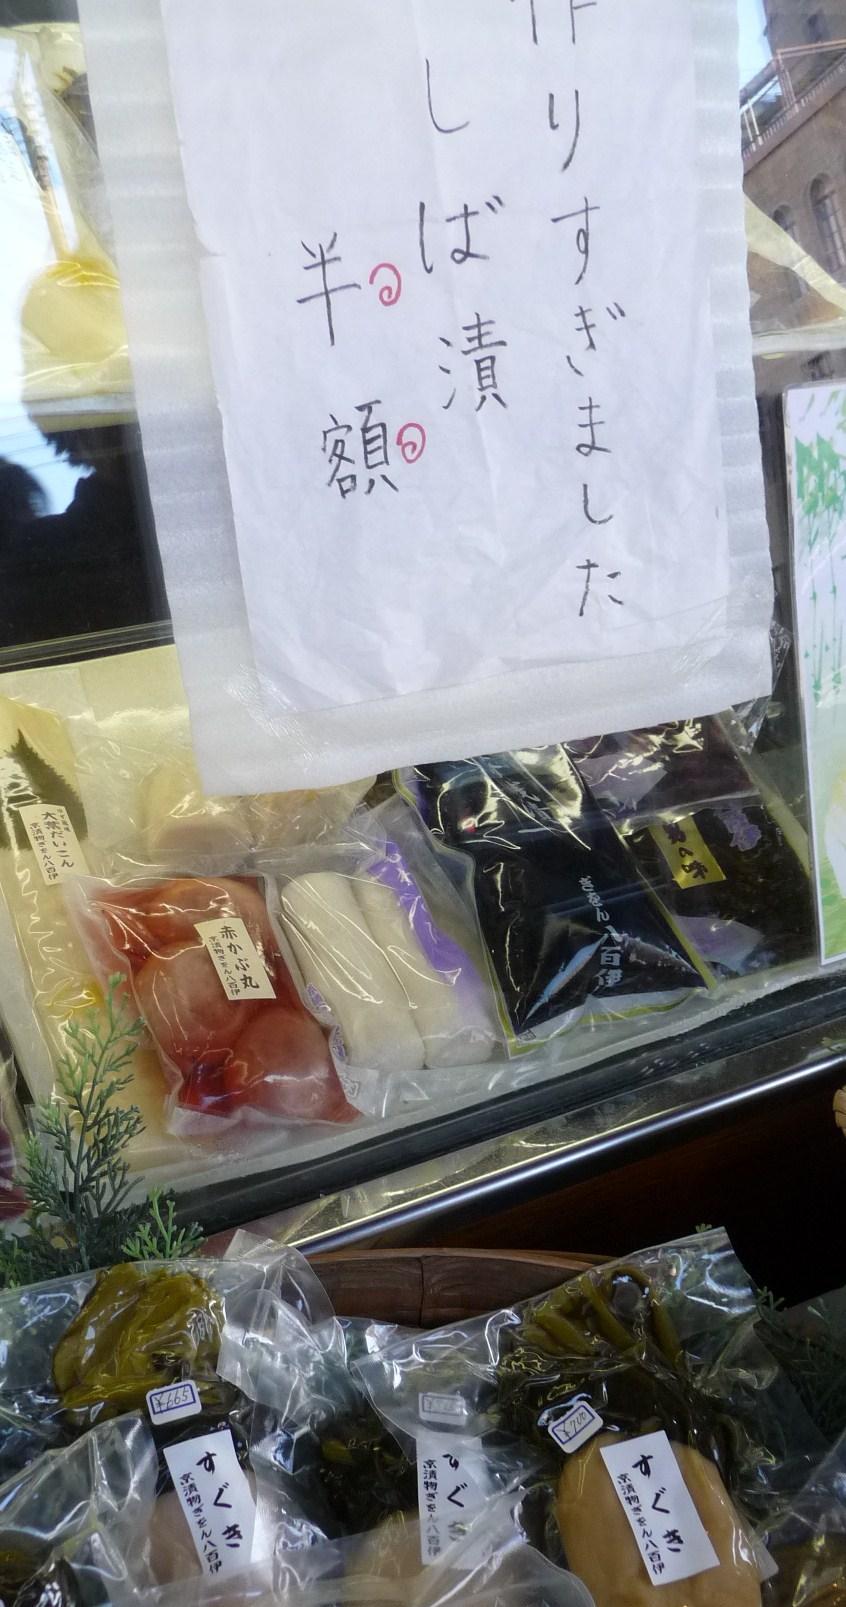 作りすぎました
しば漬
半額
大葉だいこん
京漬物ぎをん八百伊
赤かぶ丸
京漬物ぎをん八百伊
ぎをん八百伊
の味
¥665
すぐき
京漬物ぎをん八百伊
すぐき
京漬物ぎをん八百伊
¥700
すぐき
京漬物ぎをん八百伊